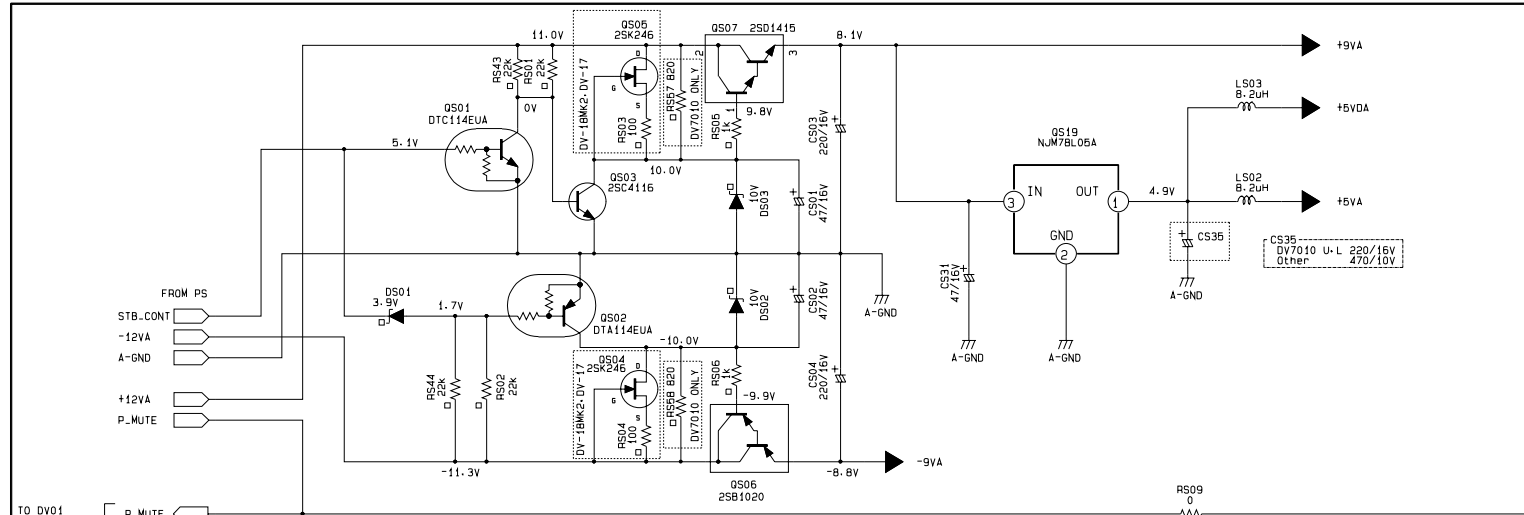 QS05
2SK246
QS07 2SD1415
11.0V
8.1V
+9VA
RS43
22k
RS01
22k
D
G
S
2
3
1
DV-18MK2. DV-17
RS03
100
RS57 820
DV7010 ONLY
RS05
1k
9.8V
CS03
220/16V
LS03
8.2uH
+5VDA
QS01
DTC114EUA
0V
5.1V
QS19
NJM78L05A
QS03
2SC4116
10.0V
10V
DS03
CS01
47/16V
IN
OUT
3
1
GND
2
4.9V
LS02
8.2uH
+5VA
CS35
CS35
DV7010 U.L 220/16V
Other 470/10V
CS31
47/16V
A-GND
A-GND
A-GND
A-GND
FROM PS
STB_CONT
-12VA
A-GND
+12VA
P_MUTE
DS01
3.9V
1.7V
QS02
DTA114EUA
10V
DS02
CS02
47/16V
-10.0V
QS04
2SK246
D
G
S
DV-18MK2. DV-17
RS44
22k
RS02
22k
RS04
100
RS58 820
DV7010 ONLY
RS06
1k
-9.9V
CS04
220/16V
-11.3V
-8.8V
-9VA
QS06
2SB1020
RS09
0
TO DV01
P_MUTE